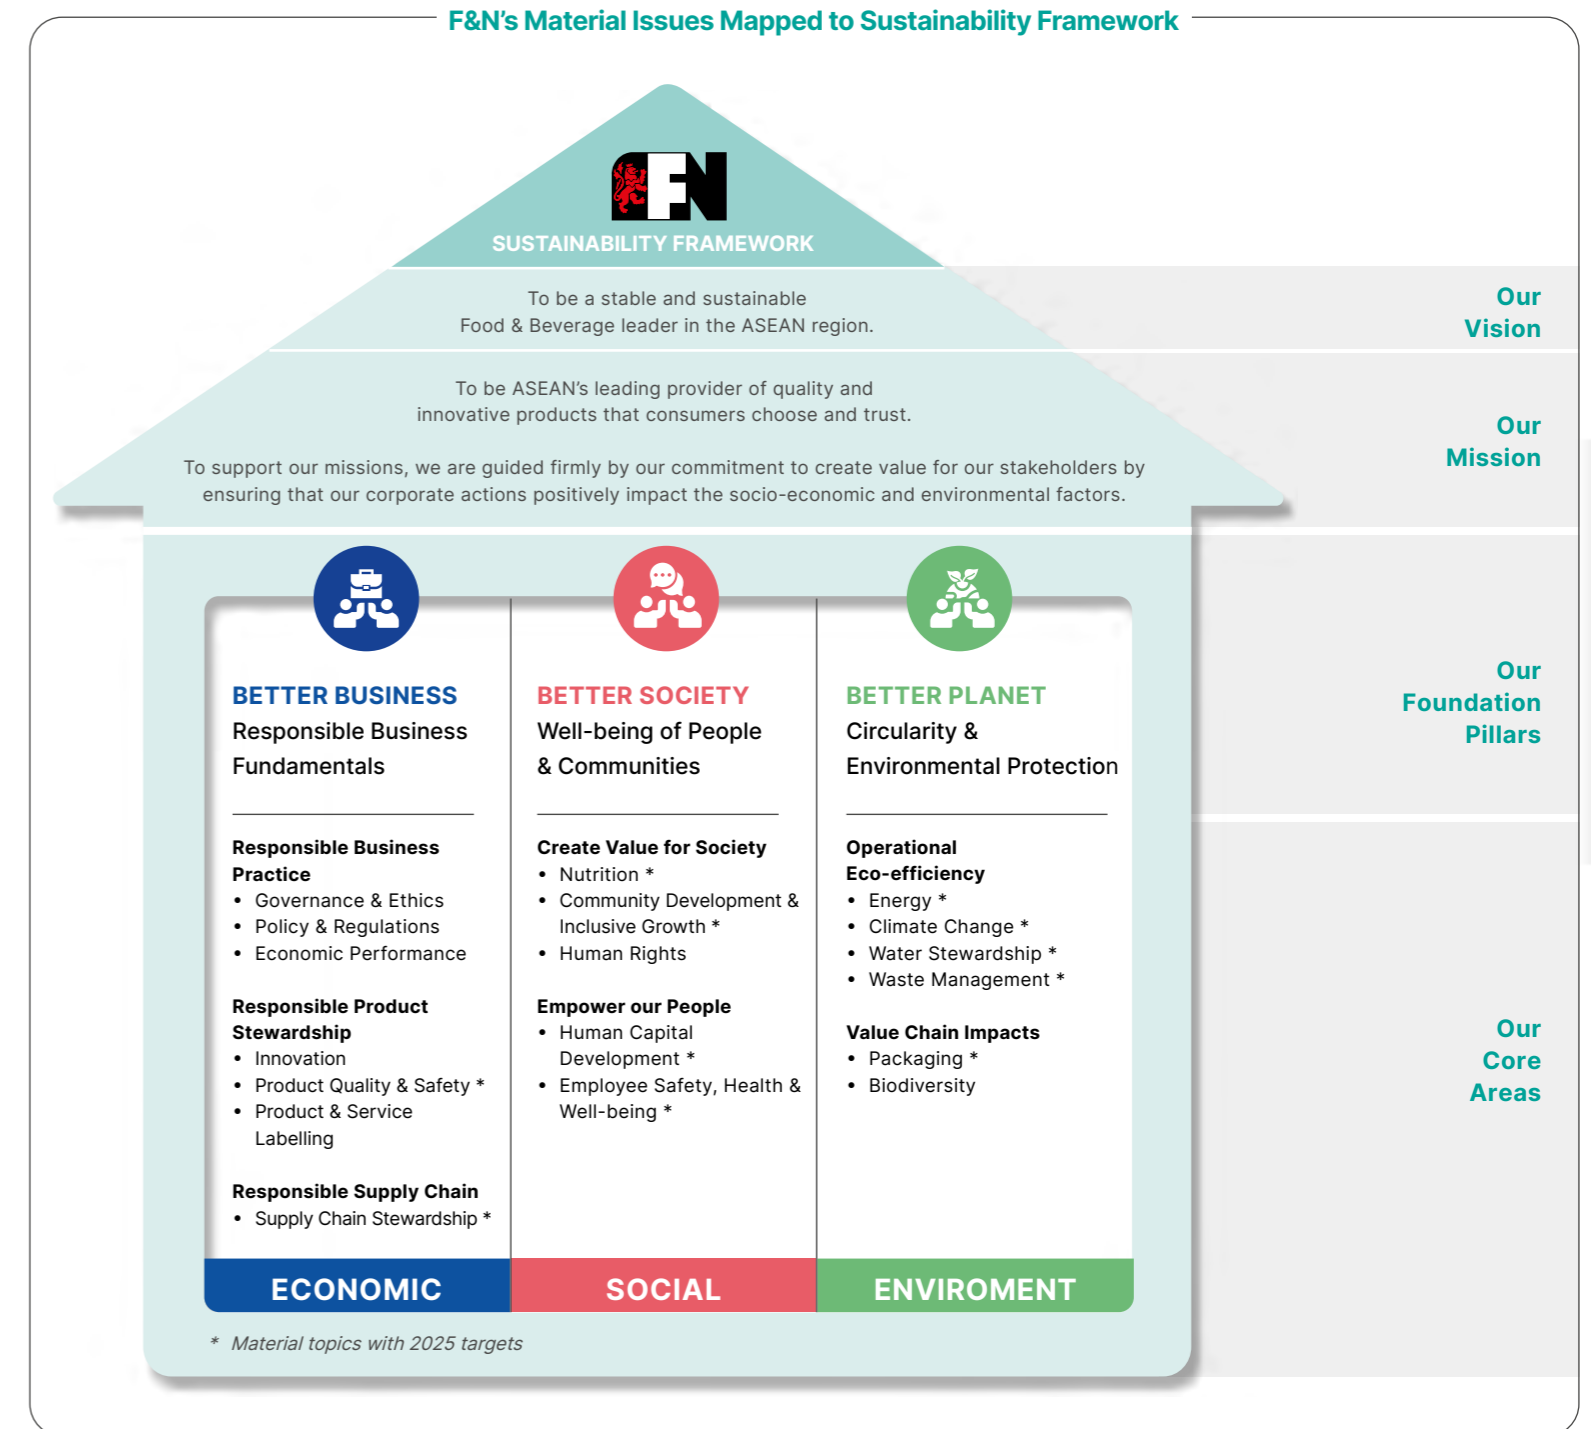 F&N's Material Issues Mapped to Sustainability Framework
FN
SUSTAINABILITY FRAMEWORK
To be a stable and sustainable
Food & Beverage leader in the ASEAN region.
Our
Vision
To be ASEAN's leading provider of quality and
innovative products that consumers choose and trust.
To support our missions, we are guided firmly by our commitment to create value for our stakeholders by
ensuring that our corporate actions positively impact the socio-economic and environmental factors.
Our
Mission
BETTER BUSINESS
Responsible Business
Fundamentals
BETTER SOCIETY
Well-being of People
& Communities
BETTER PLANET
Circularity &
Environmental Protection
Our
Foundation
Pillars
Responsible Business
Practice
• Governance & Ethics
• Policy & Regulations
• Economic Performance
Responsible Product
Stewardship
• Innovation
• Product Quality & Safety *
• Product & Service
Labelling
Responsible Supply Chain
• Supply Chain Stewardship *
Create Value for Society
• Nutrition *
• Community Development &
Inclusive Growth *
• Human Rights
Empower our People
• Human Capital
Development *
• Employee Safety, Health &
Well-being *
Operational
Eco-efficiency
• Energy *
• Climate Change *
• Water Stewardship *
• Waste Management *
Value Chain Impacts
• Packaging *
• Biodiversity
Our
Core
Areas
ECONOMIC
SOCIAL
ENVIROMENT
* Material topics with 2025 targets